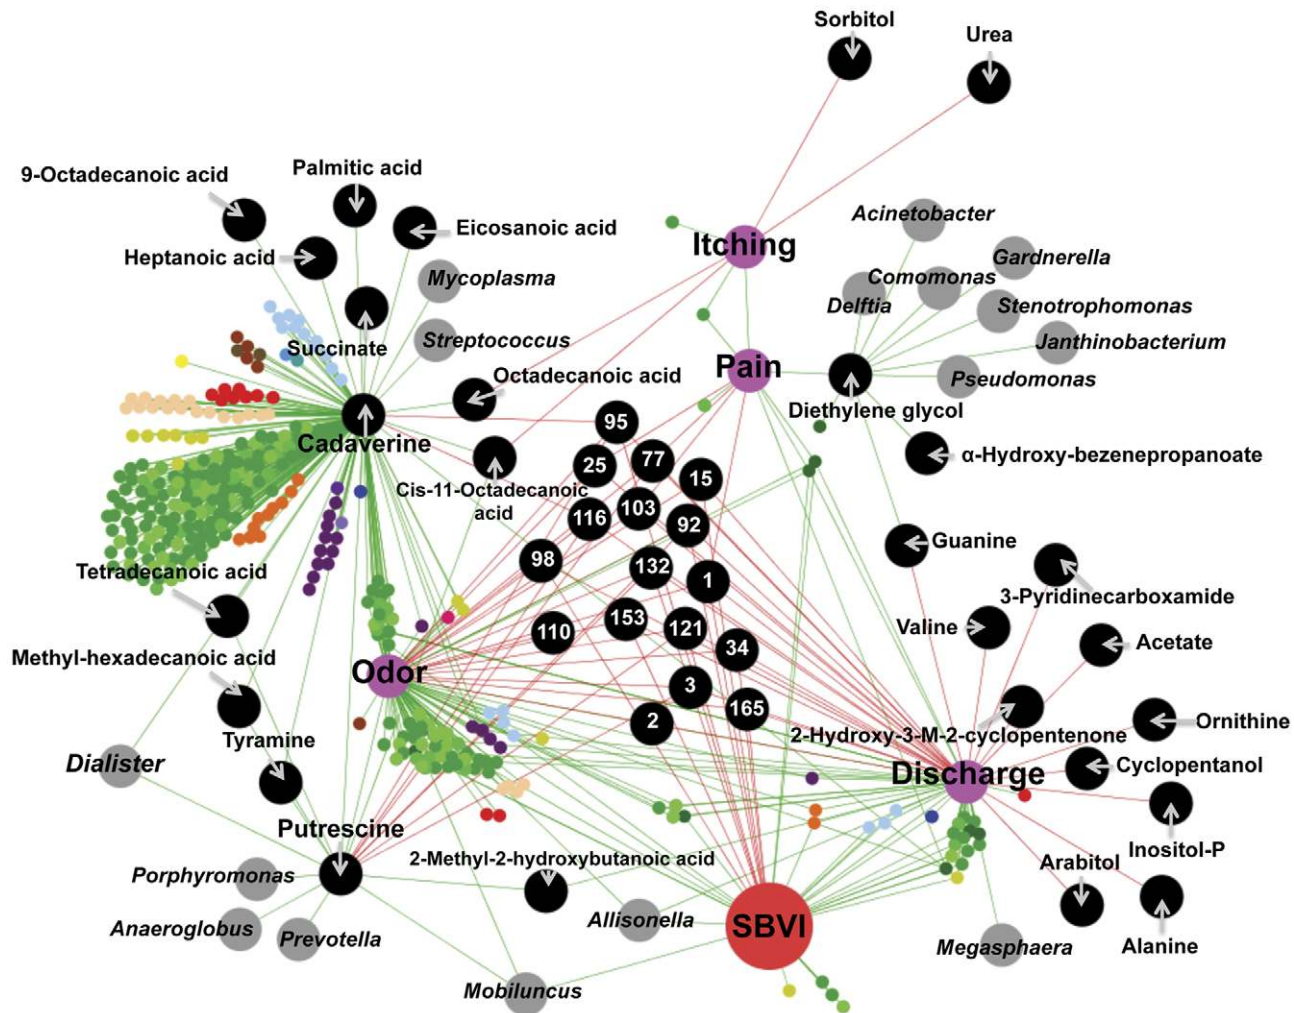 Sorbitol
Urea
9-Octadecanoic acid
Palmitic acid
Eicosanoic acid
Heptanoic acid
Mycoplasma
Succinate
Streptococcus
Octadecanoic acid
Cadaverine
Cis-11-Octadecanoic
acid
Itching
Pain
Acinetobacter
Gardnerella
Comomonas
Delftia
Stenotrophomonas
Janthinobacterium
Pseudomonas
Diethylene glycol
α-Hydroxy-bezenepropanoate
95
25
77
15
116
103
92
98
132
1
110
153
121
34
3
165
2
Guanine
3-Pyridinecarboxamide
Valine
Acetate
2-Hydroxy-3-M-2-cyclopentenone
Ornithine
Discharge
Cyclopentanol
Inositol-P
Arabitol
Alanine
Megasphaera
Tetradecanoic acid
Methyl-hexadecanoic acid
Odor
Tyramine
Dialister
Putrescine
2-Methyl-2-hydroxybutanoic acid
Porphyromonas
Anaeroglobus
Prevotella
Allisonella
SBVI
Mobiluncus